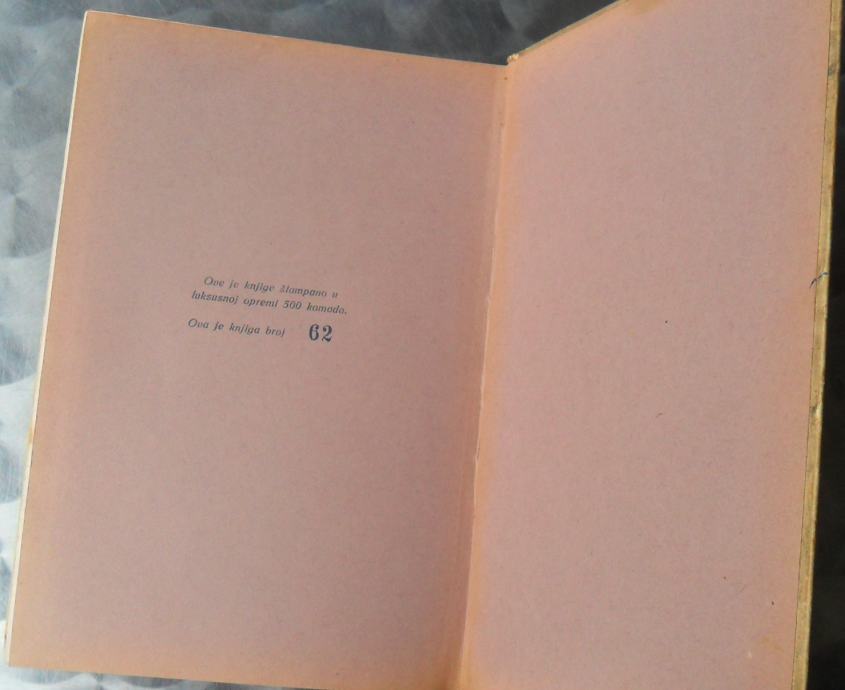 Ove je knjige štampano u
luksusnoj opremi 500 komada.
Ova je knjiga broj 62